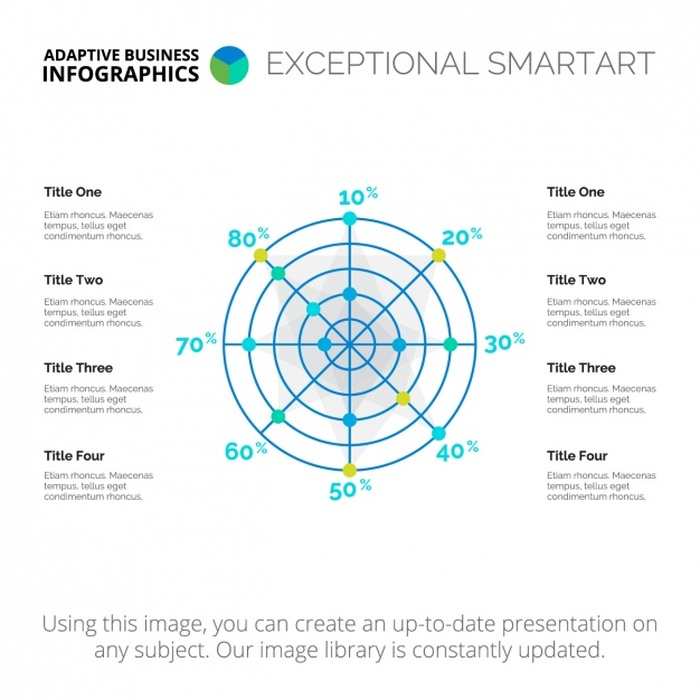 ADAPTIVE BUSINESS
INFOGRAPHICS
EXCEPTIONAL SMARTART
Title One
Etiam rhoncus. Maecenas
tempus, tellus eget
condimentum rhoncus,
Title Two
Etiam rhoncus. Maecenas
tempus, tellus eget
condimentum rhoncus,
Title Three
Etiam rhoncus. Maecenas
tempus, tellus eget
condimentum rhoncus,
Title Four
Etiam rhoncus. Maecenas
tempus, tellus eget
condimentum rhoncus,
10%
20%
30%
40%
50%
60%
70%
80%
Title One
Etiam rhoncus. Maecenas
tempus, tellus eget
condimentum rhoncus,
Title Two
Etiam rhoncus. Maecenas
tempus, tellus eget
condimentum rhoncus,
Title Three
Etiam rhoncus. Maecenas
tempus, tellus eget
condimentum rhoncus,
Title Four
Etiam rhoncus. Maecenas
tempus, tellus eget
condimentum rhoncus,
Using this image, you can create an up-to-date presentation on
any subject. Our image library is constantly updated.